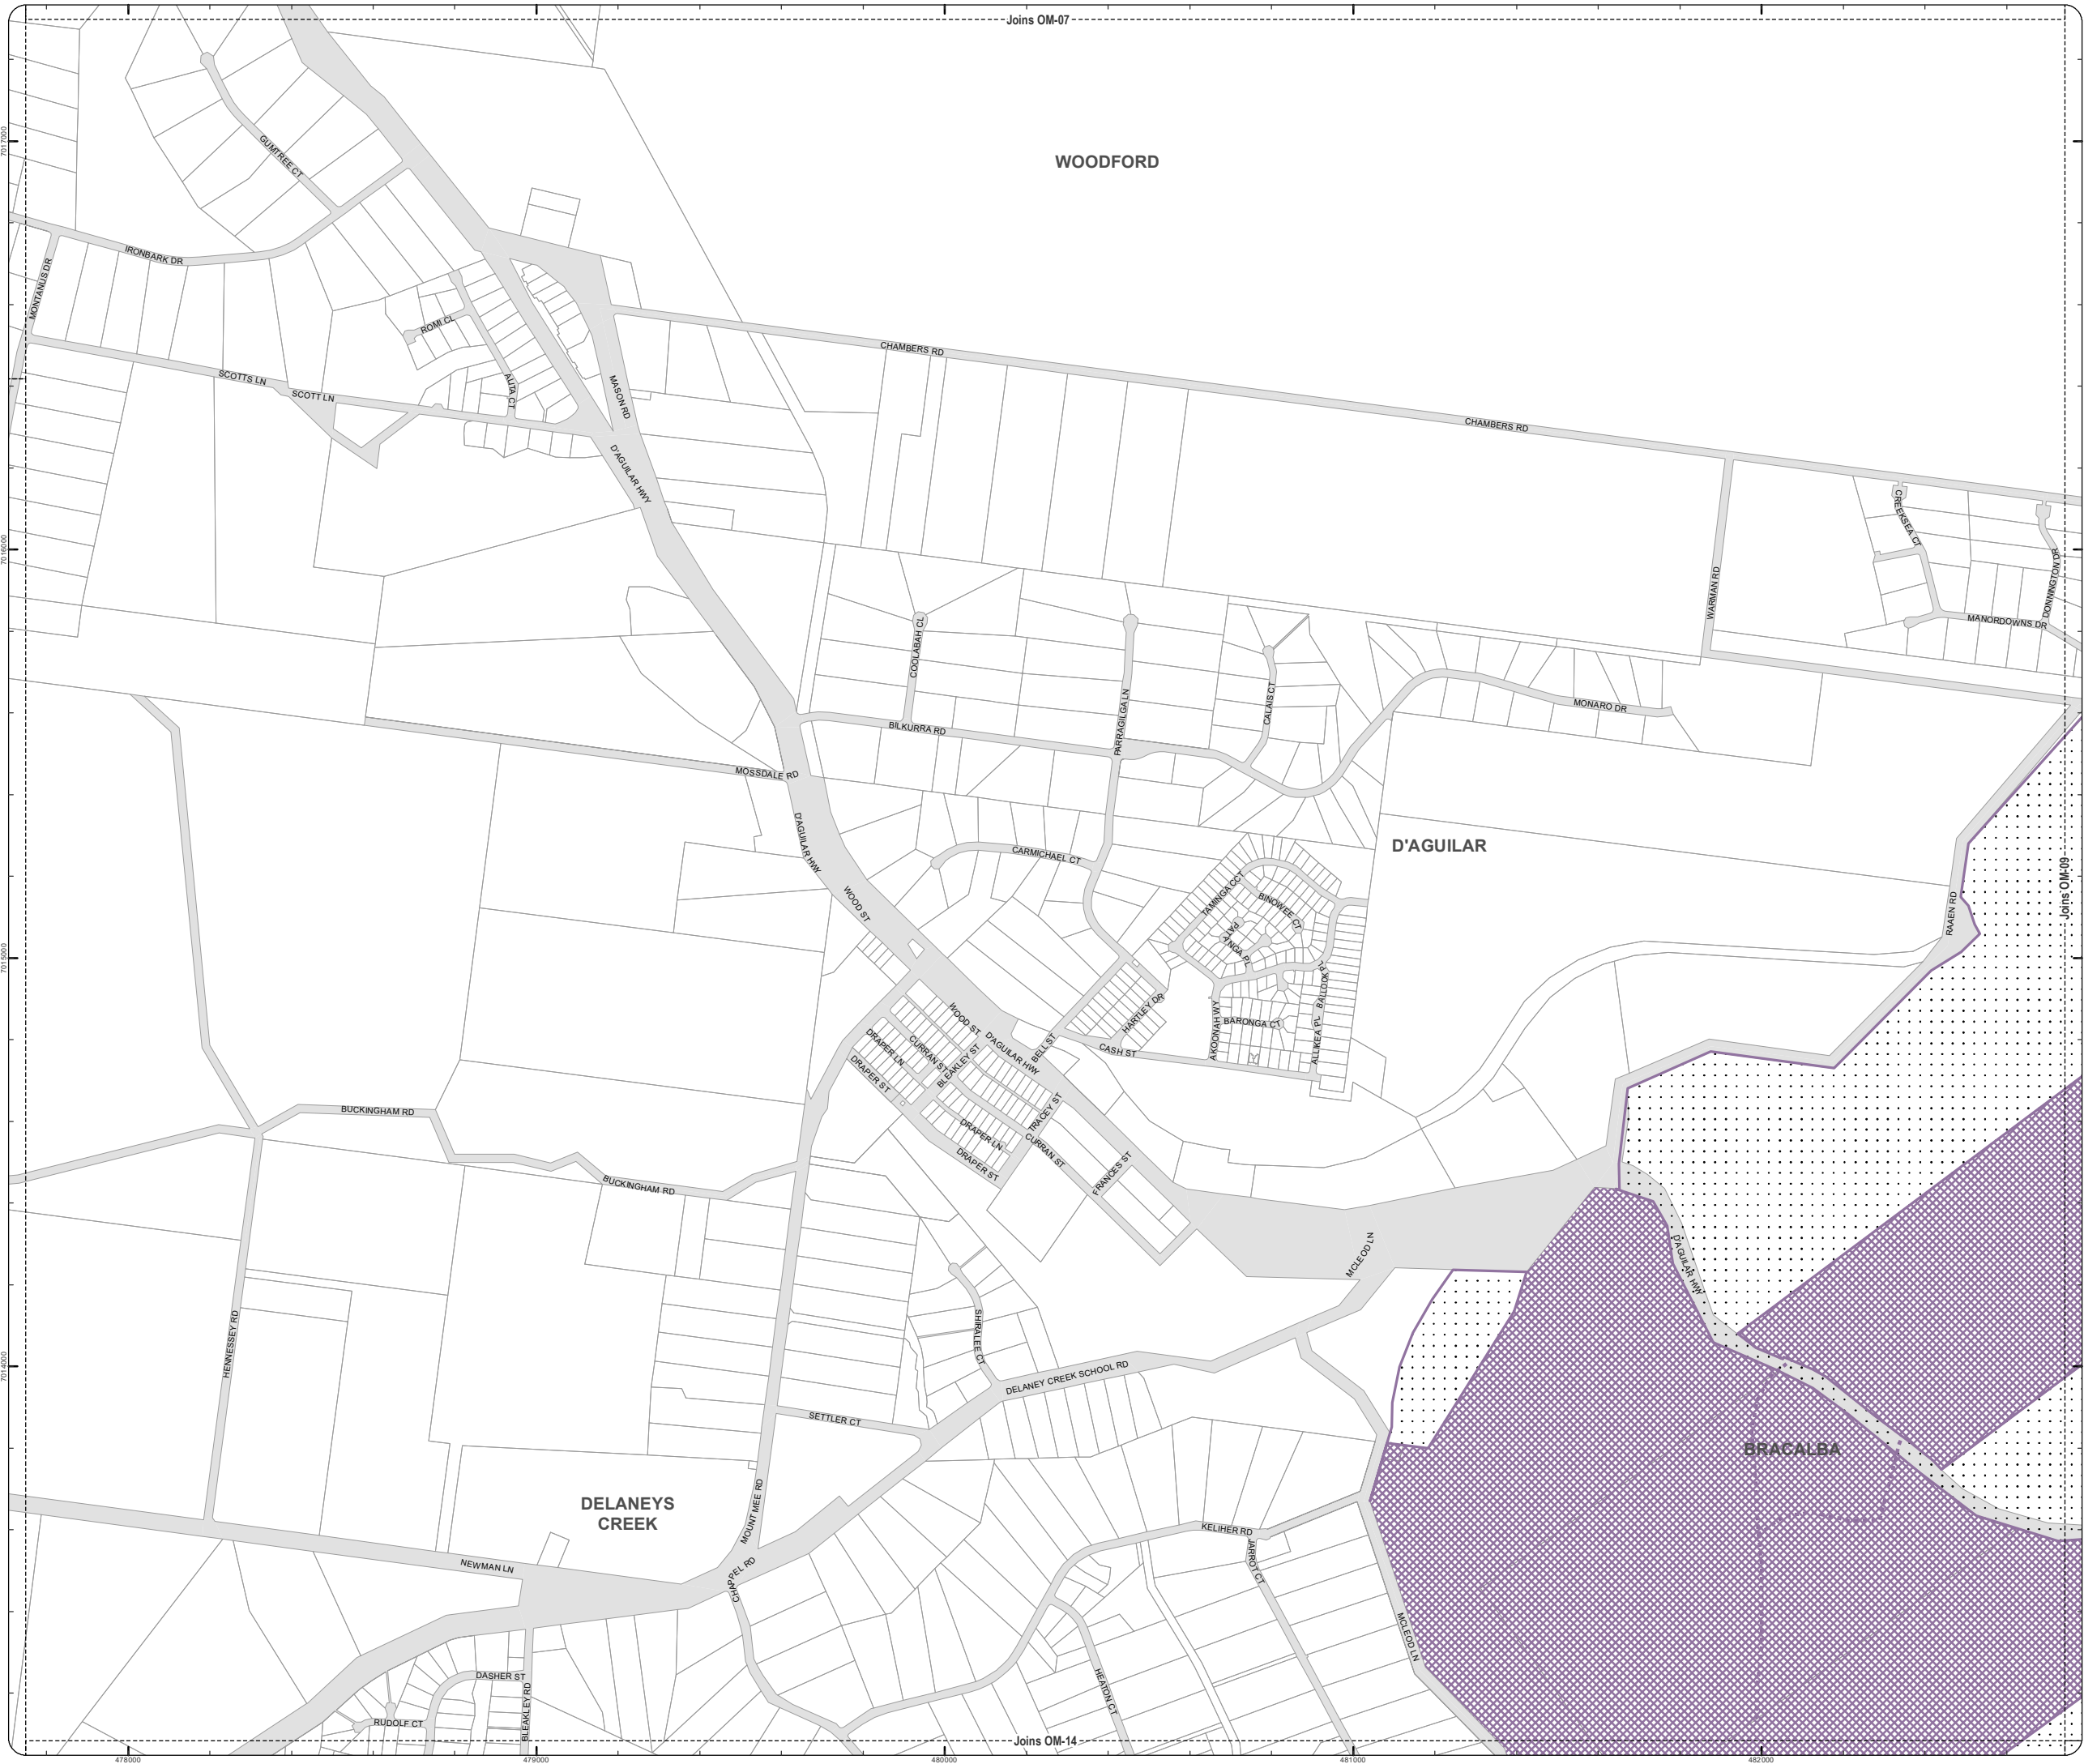 Joins OM-07
WOODFORD
7017000
GUMTREE CT
IRONBARK DR
MONTANUS DR
ROMI CL
CHAMBERS RD
SCOTTS LN
SCOTT LN
AUTA CT
MASON RD
CHAMBERS RD
D'AGUILAR HWY
CREEKSEA CT
7016000
WARMAN RD
DONNINGTON DR
MANORDOWNS DR
COOLABAH CL
PARRAGILGA LN
CALAIS CT
MONARO DR
BILKURRA RD
MOSSDALE RD
D'AGUILAR HWY
D'AGUILAR
CARMICHAEL CT
WOOD ST
TAMINGA CCT
BINOWEE CT
PATYANGA PL
RAAEN RD
Joins OM-09
7015000
BALLOOK PL
HARTLEY DR
WOOD ST
AKOONAH WY
BARONGA CT
ALLIKEA PL
DRAPER LN
CURRAN ST
BLEAKLEY ST
D'AGUILAR HWY
BELL ST
CASH ST
DRAPER ST
BUCKINGHAM RD
TRACEY ST
DRAPER LN
CURRAN ST
DRAPER ST
FRANCES ST
BUCKINGHAM RD
MCLEOD LN
D'AGUILAR HWY
HENNESSEY RD
SHIRALEE CT
7014000
DELANEY CREEK SCHOOL RD
SETTLER CT
BRACALBA
DELANEYS
CREEK
MOUNT MEE RD
KELIHER RD
JARROT CT
NEWMAN LN
CHAPPEL RD
MCLEOD LN
DASHER ST
HEATON CT
BLEAKLEY RD
RUDOLF CT
Joins OM-14
478000
479000
480000
481000
482000